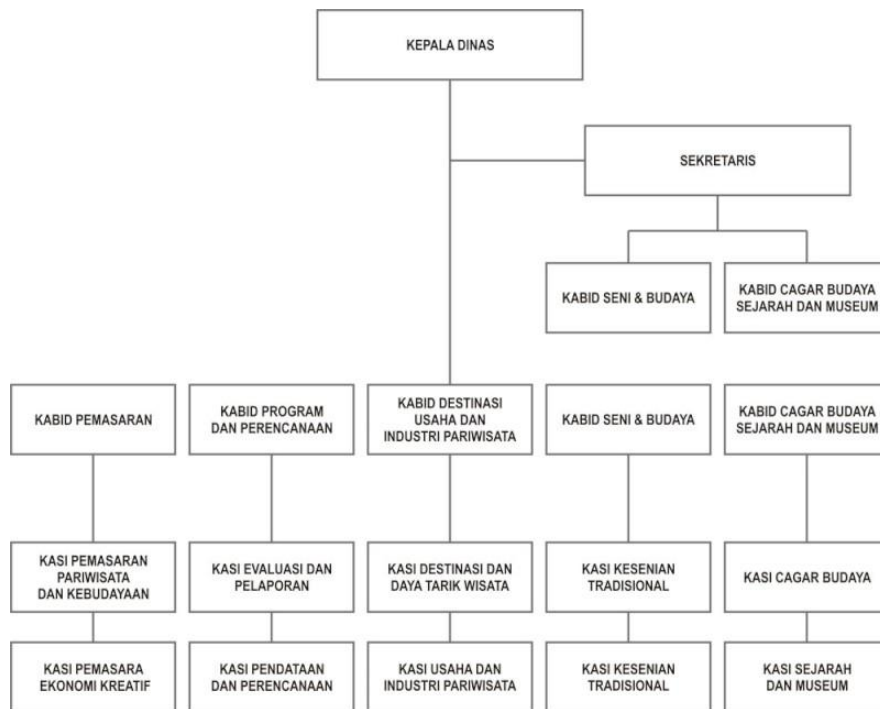 KEPALA DINAS
SEKRETARIS
KABID SENI & BUDAYA
KABID CAGAR BUDAYA
SEJARAH DAN MUSEUM
KABID PEMASARAN
KABID PROGRAM
DAN PERENCANAAN
KABID DESTINASI
USAHA DAN
INDUSTRI PARIWISATA
KABID SENI & BUDAYA
KABID CAGAR BUDAYA
SEJARAH DAN MUSEUM
KASI PEMASARAN
PARIWISATA
DAN KEBUDAYAAN
KASI EVALUASI DAN
PELAPORAN
KASI DESTINASI DAN
DAYA TARIK WISATA
KASI KESENIAN
TRADISIONAL
KASI CAGAR BUDAYA
KASI PEMASARA
EKONOMI KREATIF
KASI PENDATAAN
DAN PERENCANAAN
KASI USAHA DAN
INDUSTRI PARIWISATA
KASI KESENIAN
TRADISIONAL
KASI SEJARAH
DAN MUSEUM